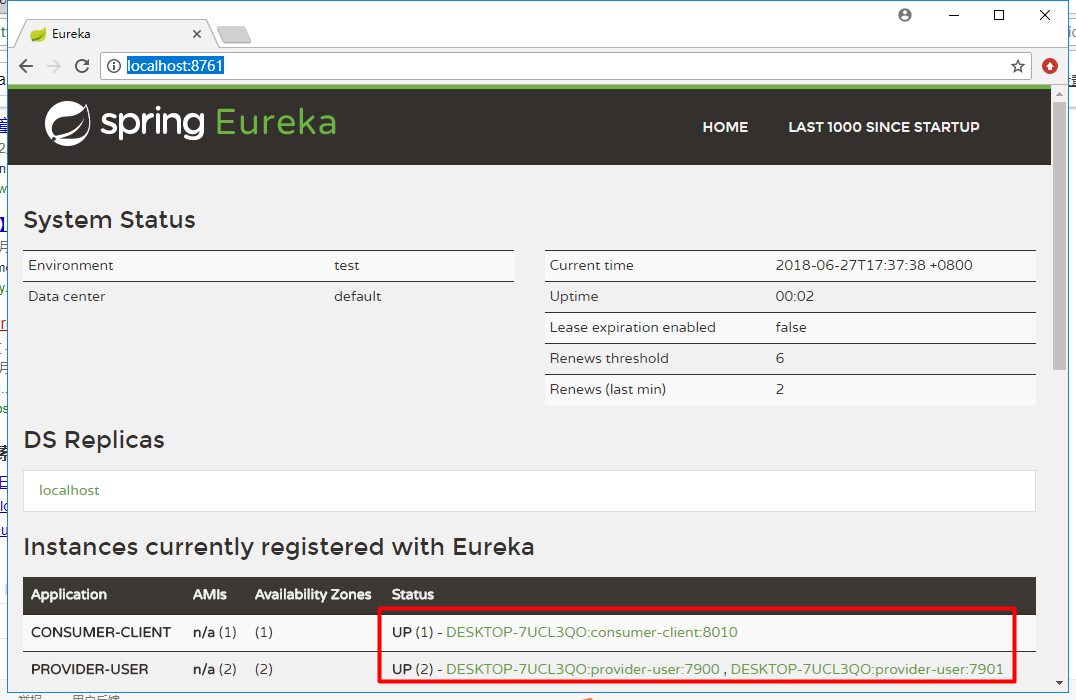 Eureka
localhost:8761
spring Eureka
HOME LAST 1000 SINCE STARTUP
System Status
Environment test
Data center default
Current time 2018-06-27T17:37:38 +0800
Uptime 00:02
Lease expiration enabled false
Renews threshold 6
Renews (last min) 2
DS Replicas
localhost
Instances currently registered with Eureka
Application AMIs Availability Zones Status
CONSUMER-CLIENT n/a (1) (1) UP (1) - DESKTOP-7UCL3QO:consumer-client:8010
PROVIDER-USER n/a (2) (2) UP (2) - DESKTOP-7UCL3QO:provider-user:7900 , DESKTOP-7UCL3QO:provider-user:7901